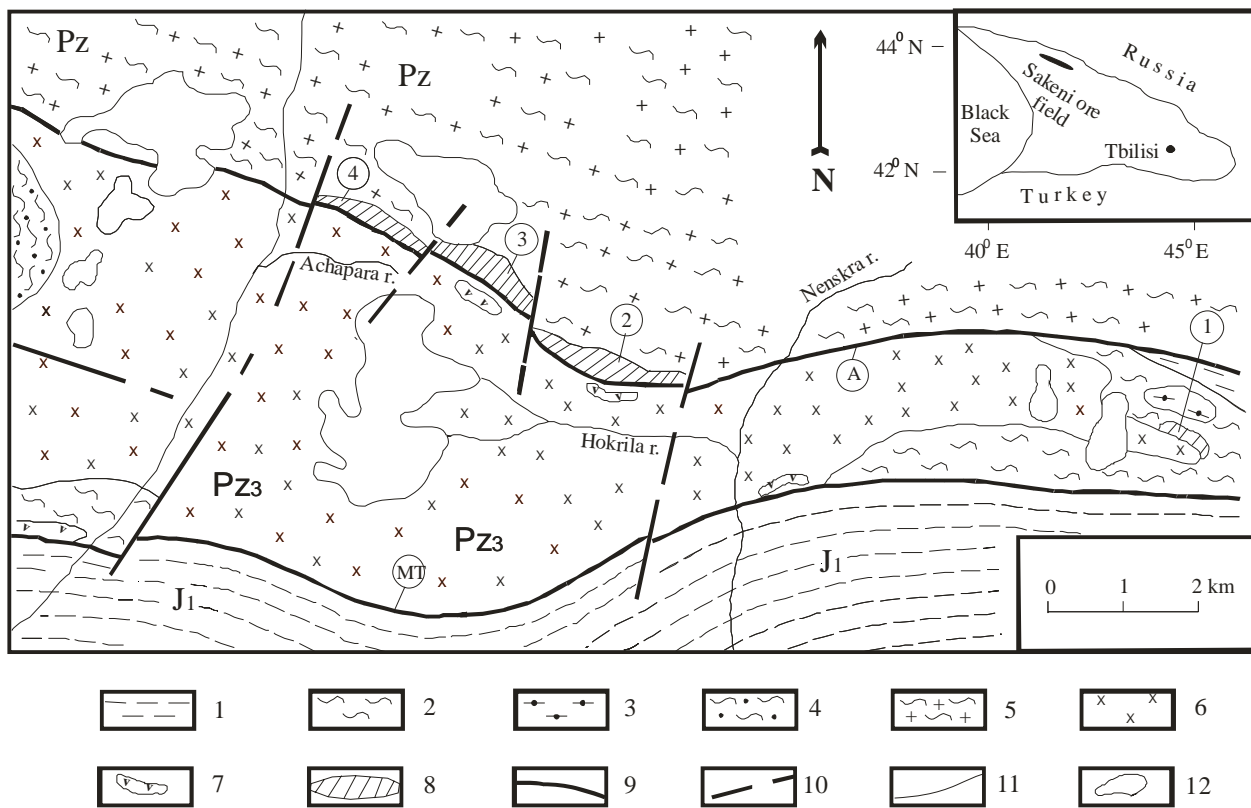 Pz
Pz
N
44⁰ N
42⁰ N
40⁰ E
45⁰ E
Russia
Sakeni ore
field
Black
Sea
Tbilisi
Turkey
4
3
2
1
Achapara r.
Nenskra r.
A
Hokrila r.
Pz₃
Pz₃
MT
J₁
J₁
0 1 2 km
1 2 3 4 5 6
7 8 9 10 11 12